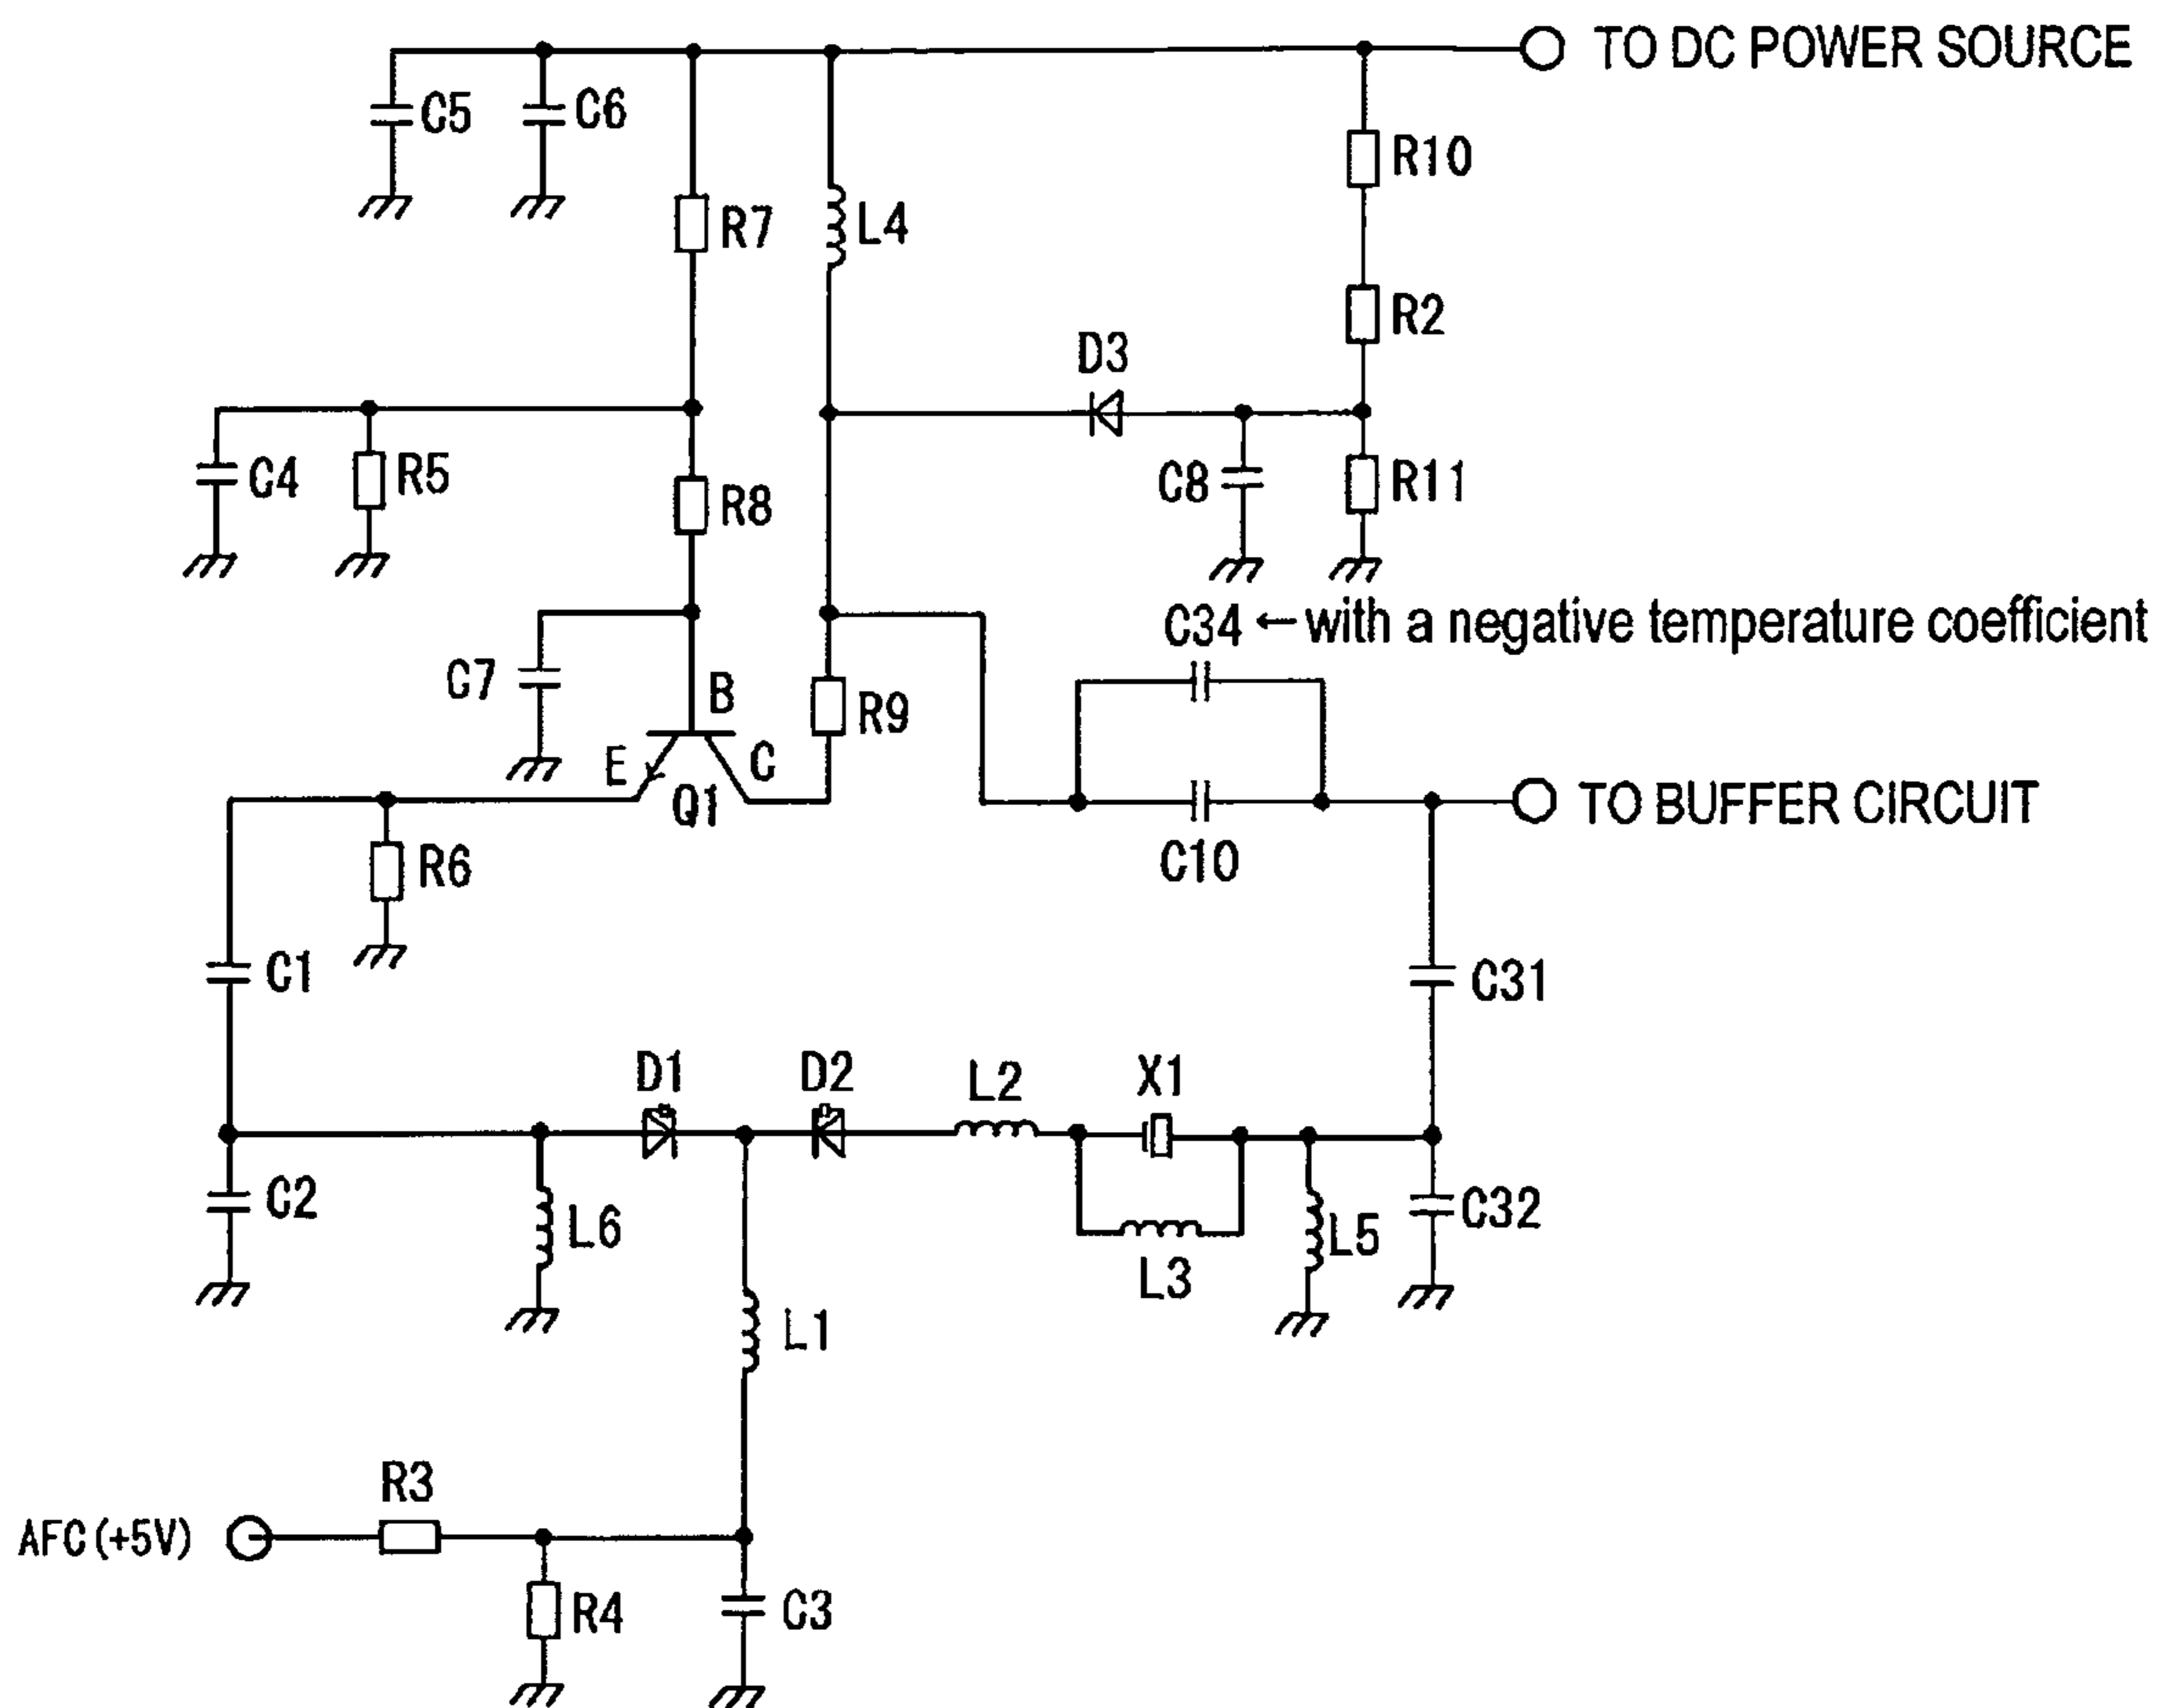 TO DC POWER SOURCE
C5
C6
R10
R7
L4
R2
D3
C4
R5
R8
C8
R11
C34 ← with a negative temperature coefficient
C7
B
R9
E
C
Q1
TO BUFFER CIRCUIT
R6
C10
C1
C31
D1
D2
L2
X1
C2
L6
L5
C32
L3
L1
R3
AFC(+5V)
R4
C3